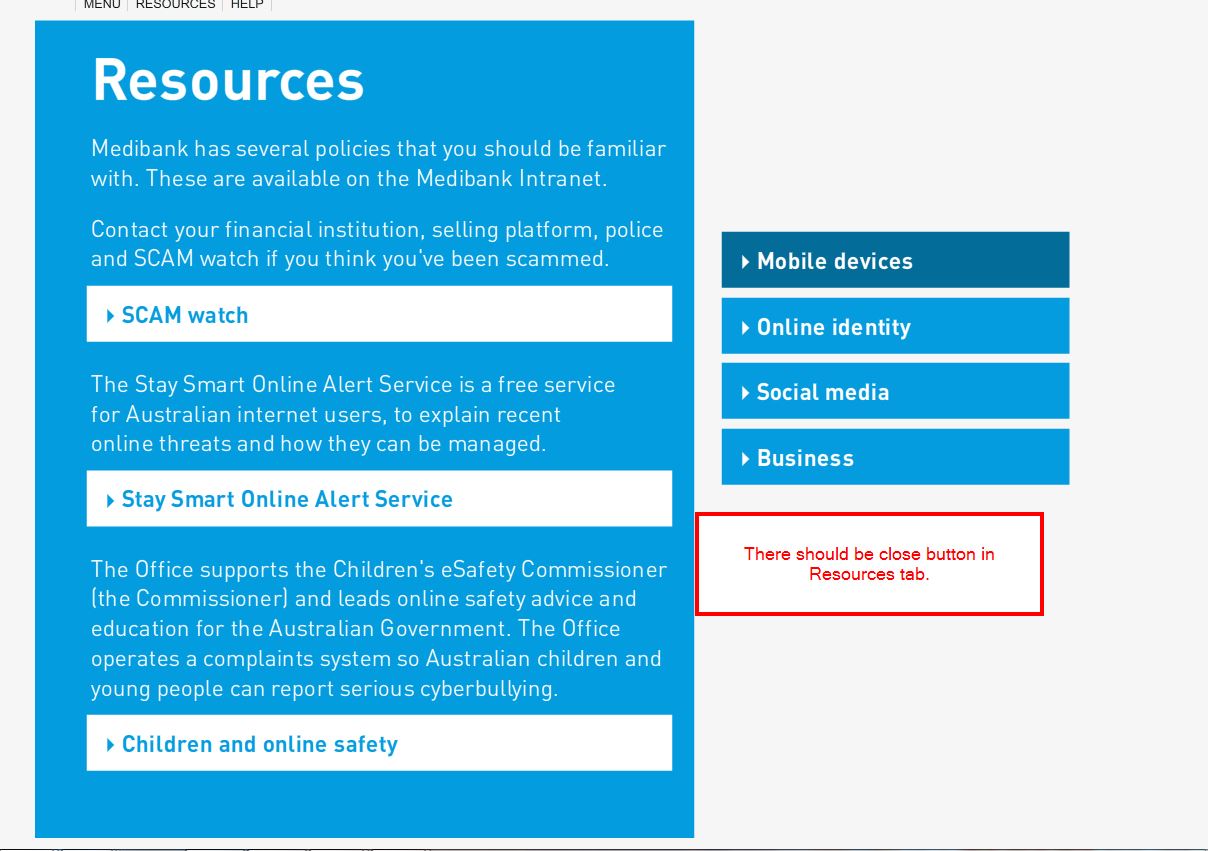 MENU RESOURCES HELP
Resources
Medibank has several policies that you should be familiar
with. These are available on the Medibank Intranet.
Contact your financial institution, selling platform, police
and SCAM watch if you think you've been scammed.
SCAM watch
The Stay Smart Online Alert Service is a free service
for Australian internet users, to explain recent
online threats and how they can be managed.
Stay Smart Online Alert Service
The Office supports the Children's eSafety Commissioner
(the Commissioner) and leads online safety advice and
education for the Australian Government. The Office
operates a complaints system so Australian children and
young people can report serious cyberbullying.
Children and online safety
Mobile devices
Online identity
Social media
Business
There should be close button in
Resources tab.